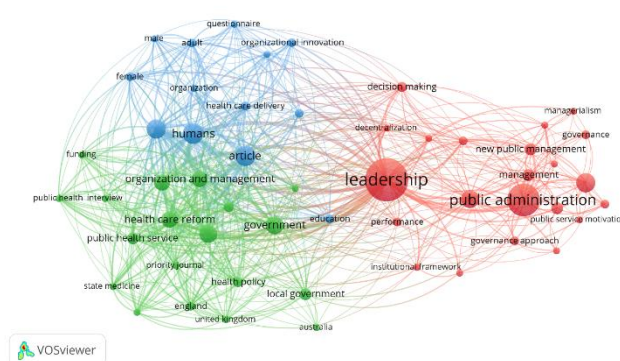 questionnaire
male
adult
organizational innovation
female
organization
decision making
health care delivery
managerialism
humans
decentralization
governance
new public management
funding
article
organization and management
leadership
management
public health
interview
public administration
health care reform
government
education
performance
public service motivatio
public health service
governance approach
priority journal
institutional framework
state medicine
health policy
local government
england
united kingdom
australia
VOSviewer